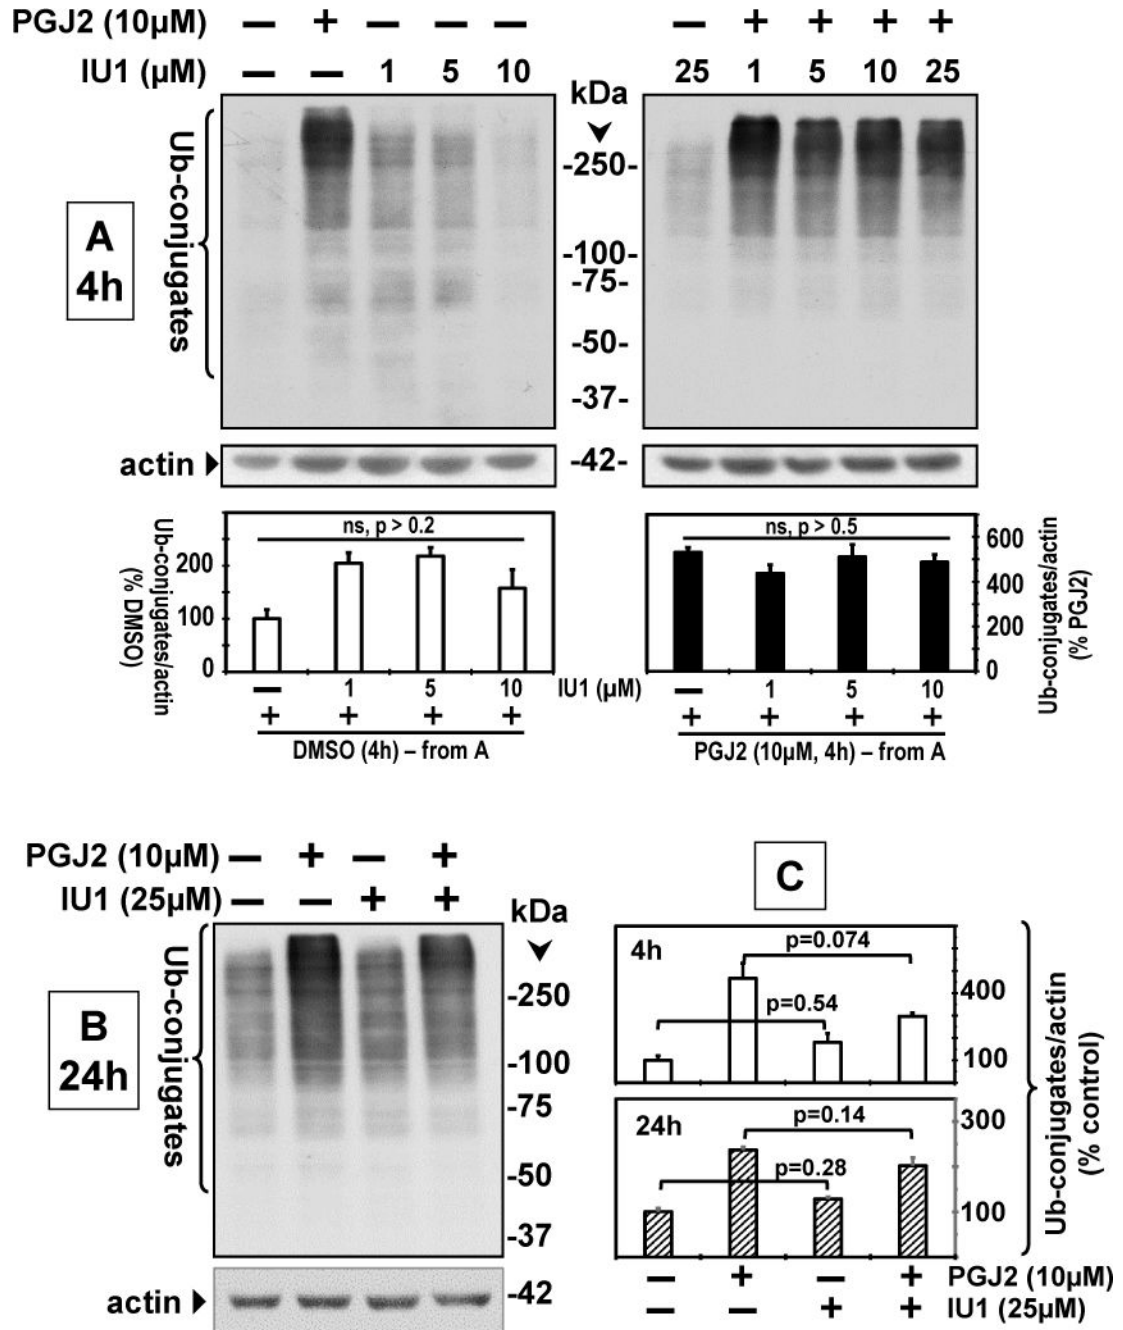 PGJ2 (10μM) — + — — — — + + + +
IU1 (μM) — — 1 5 10 25 1 5 10 25
kDa
Ub-conjugates
A
4h
-250-
-100-
-75-
-50-
-37-
actin
-42-
Ub-conjugates/actin
(% DMSO)
200
100
0
ns, p > 0.2
— 1 5 10 IU1 (μM)
+ + + +
DMSO (4h) – from A
ns, p > 0.5
600
400
200
0
Ub-conjugates/actin
(% PGJ2)
— 1 5 10
+ + + +
PGJ2 (10μM, 4h) – from A
PGJ2 (10μM) — + — +
IU1 (25μM) — — + +
kDa
Ub-conjugates
B
24h
-250
-100
-75
-50
-37
actin
-42
C
4h
p=0.074
p=0.54
400
100
24h
p=0.14
p=0.28
300
100
Ub-conjugates/actin
(% control)
— + — + PGJ2 (10μM)
— — + + IU1 (25μM)